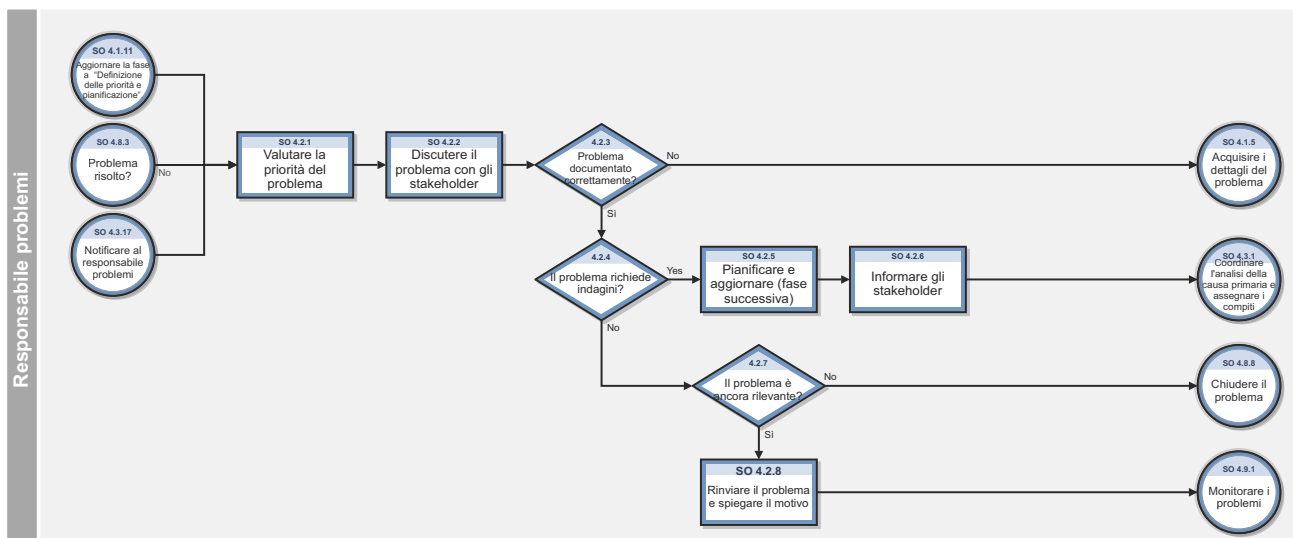 Responsabile problemi
SO 4.1.11
Aggiornare la fase
a "Definizione
delle priorità e
pianificazione"
SO 4.8.3
Problema
risolto?
No
SO 4.3.17
Notificare al
responsabile
problemi
SO 4.2.1
Valutare la
priorità del
problema
SO 4.2.2
Discutere il
problema con gli
stakeholder
4.2.3
Problema
documentato
correttamente?
No
Sì
SO 4.1.5
Acquisire i
dettagli del
problema
4.2.4
Il problema richiede
indagini?
Yes
No
SO 4.2.5
Pianificare e
aggiornare (fase
successiva)
SO 4.2.6
Informare gli
stakeholder
SO 4.3.1
Coordinare
l'analisi della
causa primaria e
assegnare i
compiti
4.2.7
Il problema è
ancora rilevante?
No
Sì
SO 4.8.8
Chiudere il
problema
SO 4.2.8
Rinviare il problema
e spiegare il motivo
SO 4.9.1
Monitorare i
problemi